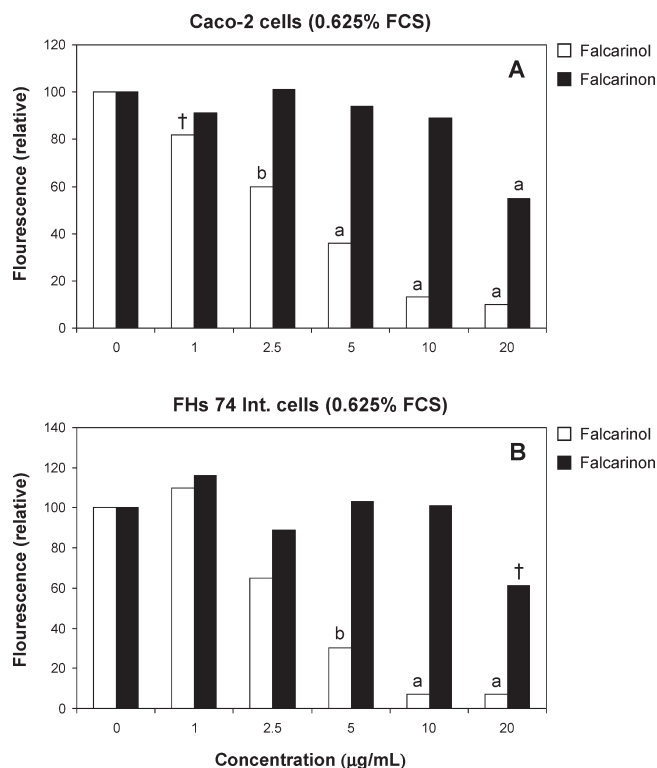 Caco-2 cells (0.625% FCS)
Flourescence (relative)
120
100
80
60
40
20
0
A
†
b
a
a
a
a
0 1 2.5 5 10 20
Falcarinol
Falcarinon
FHs 74 Int. cells (0.625% FCS)
Flourescence (relative)
140
120
100
80
60
40
20
0
B
b
a
a
†
0 1 2.5 5 10 20
Concentration (µg/mL)
Falcarinol
Falcarinon